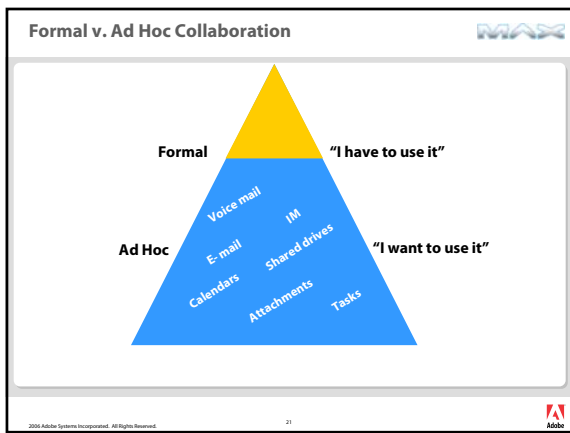 Formal v. Ad Hoc Collaboration
MAX
Formal
“I have to use it”
Voice mail
IM
Ad Hoc
E- mail
Shared drives
“I want to use it”
Calendars
Attachments
Tasks
2006 Adobe Systems Incorporated. All Rights Reserved.
21
Adobe